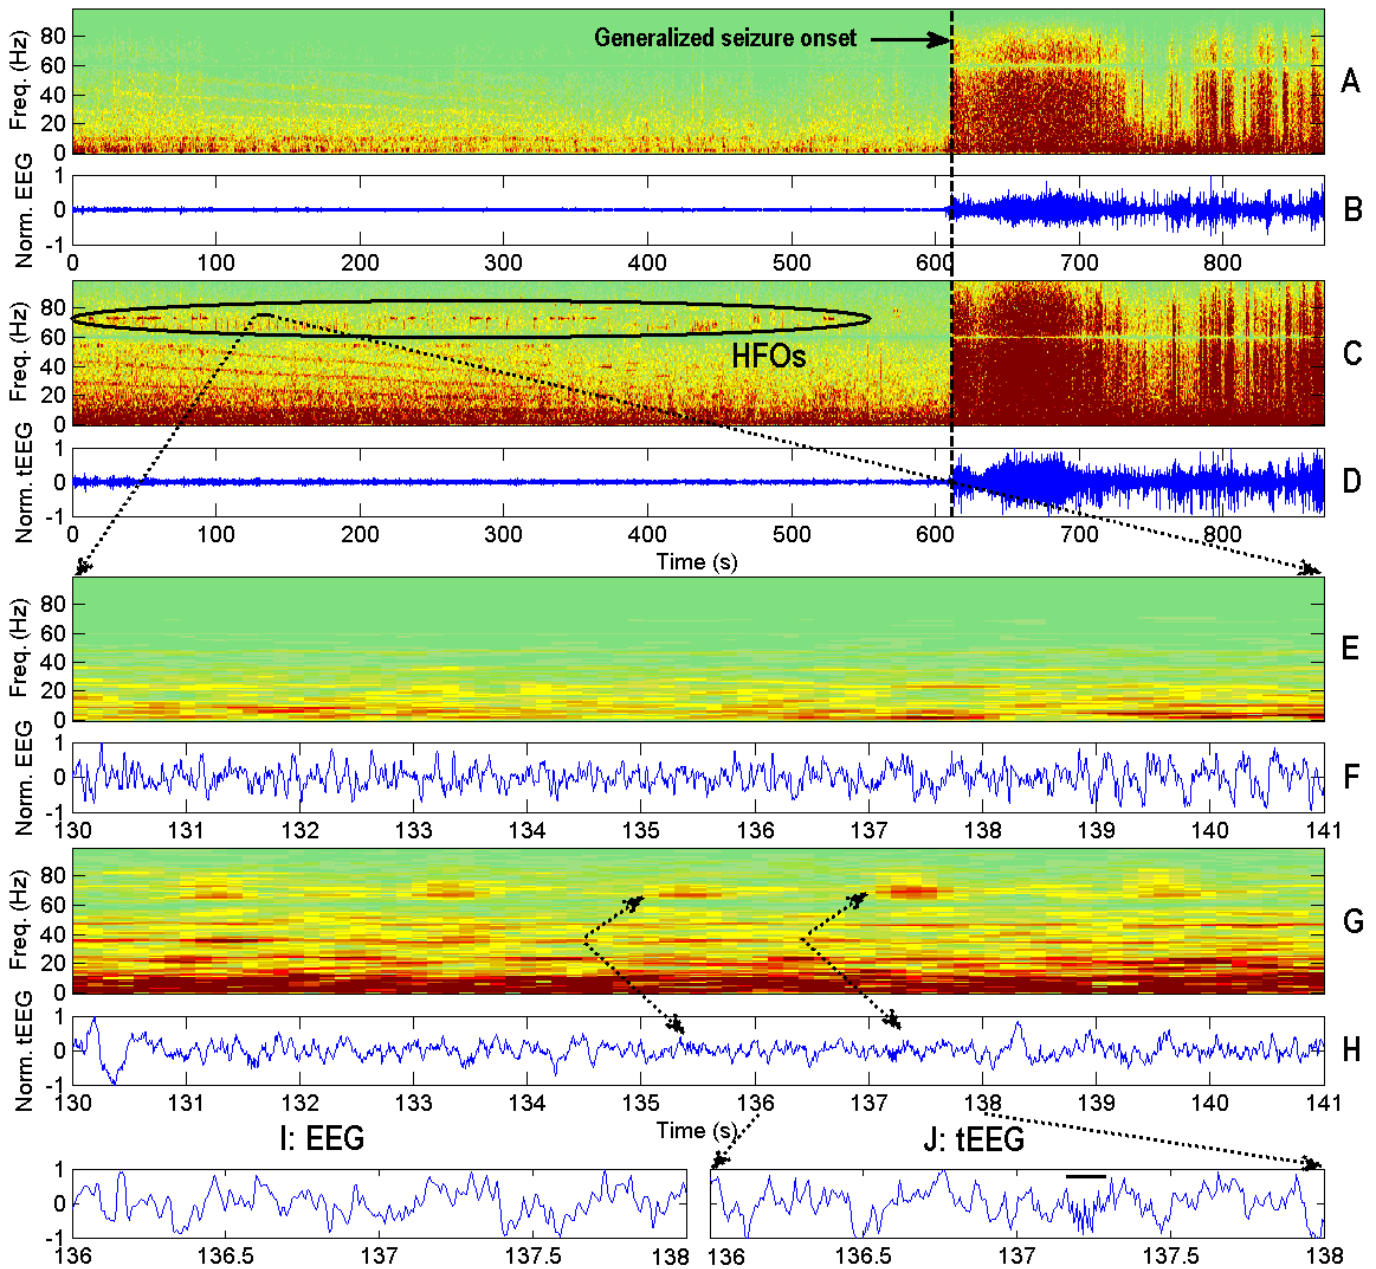 Generalized seizure onset
Freq. (Hz)
80
60
40
20
0
A
Norm. EEG
1
0
-1
B
0 100 200 300 400 500 600 700 800
Freq. (Hz)
80
60
40
20
0
HFOs
C
Norm. tEEG
1
0
-1
D
0 100 200 300 400 500 600 700 800
Time (s)
Freq. (Hz)
80
60
40
20
0
E
Norm. EEG
1
0
-1
F
130 131 132 133 134 135 136 137 138 139 140 141
Freq. (Hz)
80
60
40
20
0
G
Norm. tEEG
1
0
-1
H
130 131 132 133 134 135 136 137 138 139 140 141
Time (s)
I: EEG
J: tEEG
1
0
-1
136 136.5 137 137.5 138
136 136.5 137 137.5 138